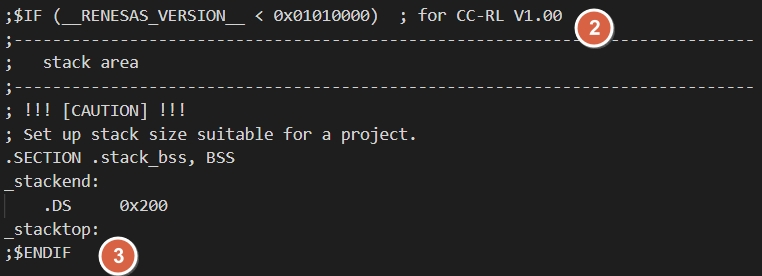 ;$IF (__RENESAS_VERSION__ < 0x01010000)  ; for CC-RL V1.00 2
;-----------------------------------------------------------------------
;   stack area
;-----------------------------------------------------------------------
; !!! [CAUTION] !!!
; Set up stack size suitable for a project.
.SECTION .stack_bss, BSS
_stackend:
    .DS     0x200
_stacktop:
;$ENDIF 3